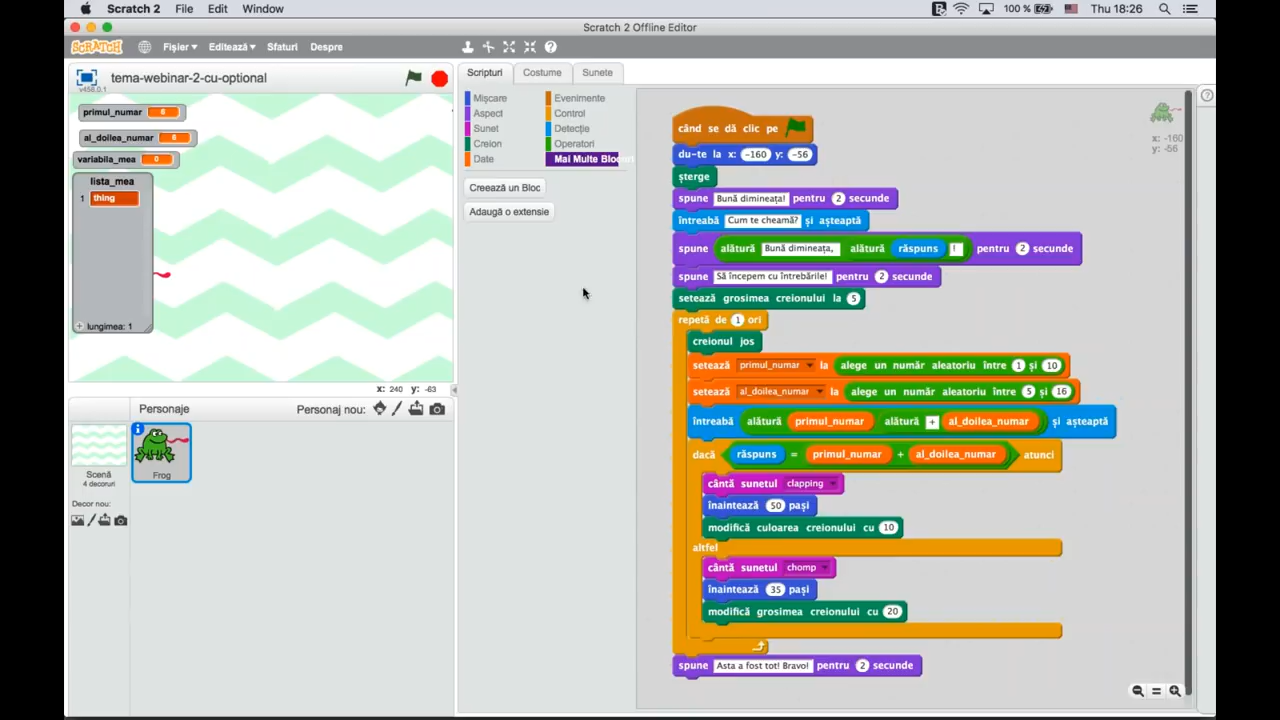 Scratch 2 File Edit Window 100 % Thu 18:26
Scratch 2 Offline Editor
SCRATCH Fișier Editează Sfaturi Despre
tema-webinar-2-cu-optional
v458.0.1
primul_numar 6
al_doilea_numar 6
variabila_mea 0
lista_mea
1 thing
+ lungimea: 1
x: 240 y: -63
Personaje Personaj nou:
Scenă
4 decoruri
Decor nou:
Frog
Scripturi Costume Sunete
Mișcare Evenimente
Aspect Control
Sunet Detecție
Creion Operatori
Date Mai Multe Blocuri
Creează un Bloc
Adaugă o extensie
când se dă clic pe
du-te la x: -160 y: -56
șterge
spune Bună dimineața! pentru 2 secunde
întreabă Cum te cheamă? și așteaptă
spune alătură Bună dimineața, alătură răspuns ! pentru 2 secunde
spune Să începem cu întrebările! pentru 2 secunde
setează grosimea creionului la 5
repetă de 1 ori
creionul jos
setează primul_numar la alege un număr aleatoriu între 1 și 10
setează al_doilea_numar la alege un număr aleatoriu între 5 și 16
întreabă alătură primul_numar alătură + al_doilea_numar și așteaptă
dacă răspuns = primul_numar + al_doilea_numar atunci
cântă sunetul clapping
înaintează 50 pași
modifică culoarea creionului cu 10
altfel
cântă sunetul chomp
înaintează 35 pași
modifică grosimea creionului cu 20
spune Asta a fost tot! Bravo! pentru 2 secunde
x: -160
y: -56